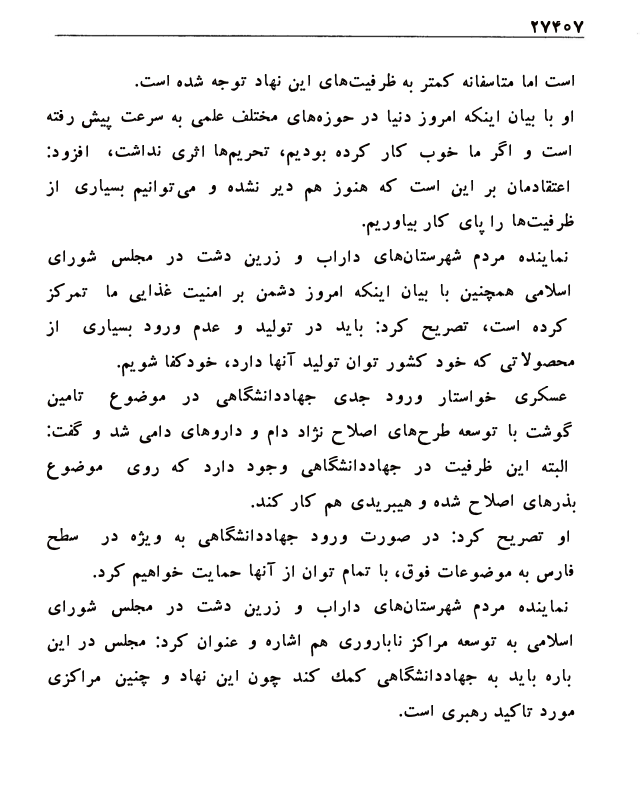 ۲۷۴۰۷
است اما متاسفانه کمتر به ظرفیت‌های این نهاد توجه شده است.
او با بیان اینکه امروز دنیا در حوزه‌های مختلف علمی به سرعت پیش رفته
است و اگر ما خوب کار کرده بودیم، تحریم‌ها اثری نداشت، افزود:
اعتقادمان بر این است که هنوز هم دیر نشده و می‌توانیم بسیاری از
ظرفیت‌ها را پای کار بیاوریم.
نماینده مردم شهرستان‌های داراب و زرین دشت در مجلس شورای
اسلامی همچنین با بیان اینکه امروز دشمن بر امنیت غذایی ما تمرکز
کرده است، تصریح کرد: باید در تولید و عدم ورود بسیاری از
محصولاتی که خود کشور توان تولید آنها دارد، خودکفا شویم.
عسکری خواستار ورود جدی جهاددانشگاهی در موضوع تامین
گوشت با توسعه طرح‌های اصلاح نژاد دام و داروهای دامی شد و گفت:
البته این ظرفیت در جهاددانشگاهی وجود دارد که روی موضوع
بذرهای اصلاح شده و هیبریدی هم کار کند.
او تصریح کرد: در صورت ورود جهاددانشگاهی به ویژه در سطح
فارس به موضوعات فوق، با تمام توان از آنها حمایت خواهیم کرد.
نماینده مردم شهرستان‌های داراب و زرین دشت در مجلس شورای
اسلامی به توسعه مراکز ناباروری هم اشاره و عنوان کرد: مجلس در این
باره باید به جهاددانشگاهی کمك کند چون این نهاد و چنین مراکزی
مورد تاکید رهبری است.